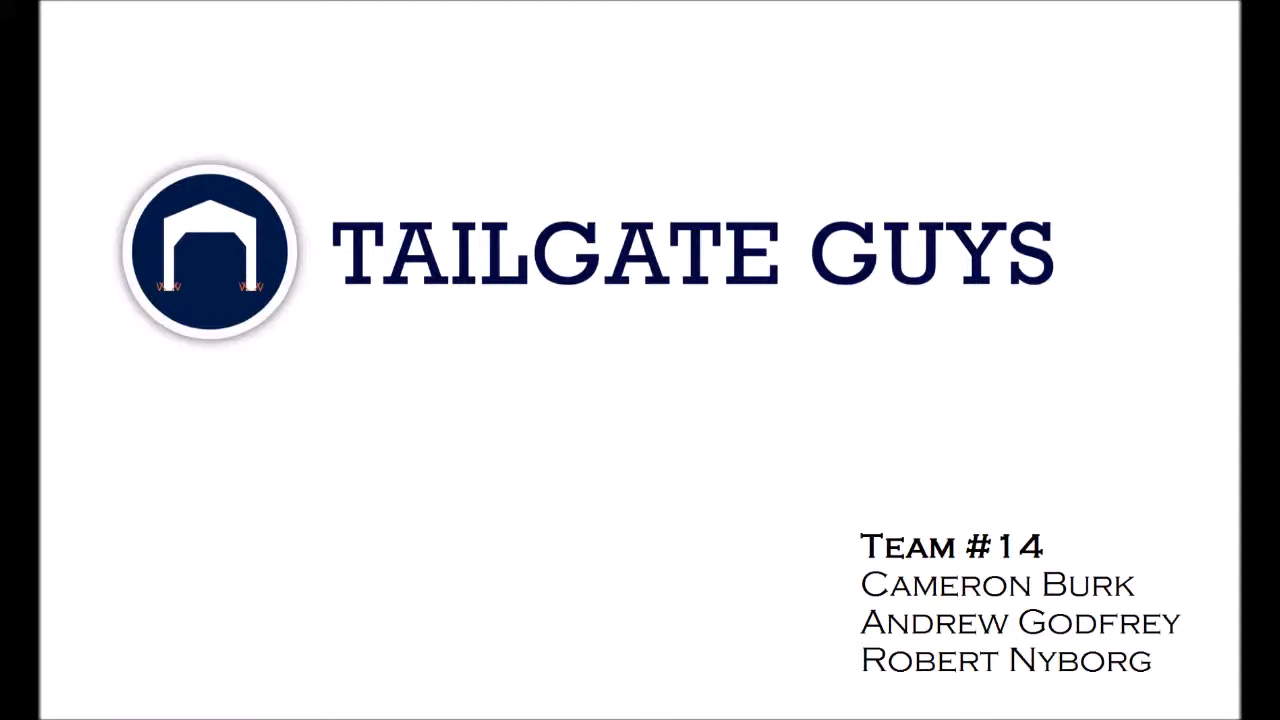 TAILGATE GUYS
TEAM #14
CAMERON BURK
ANDREW GODFREY
ROBERT NYBORG